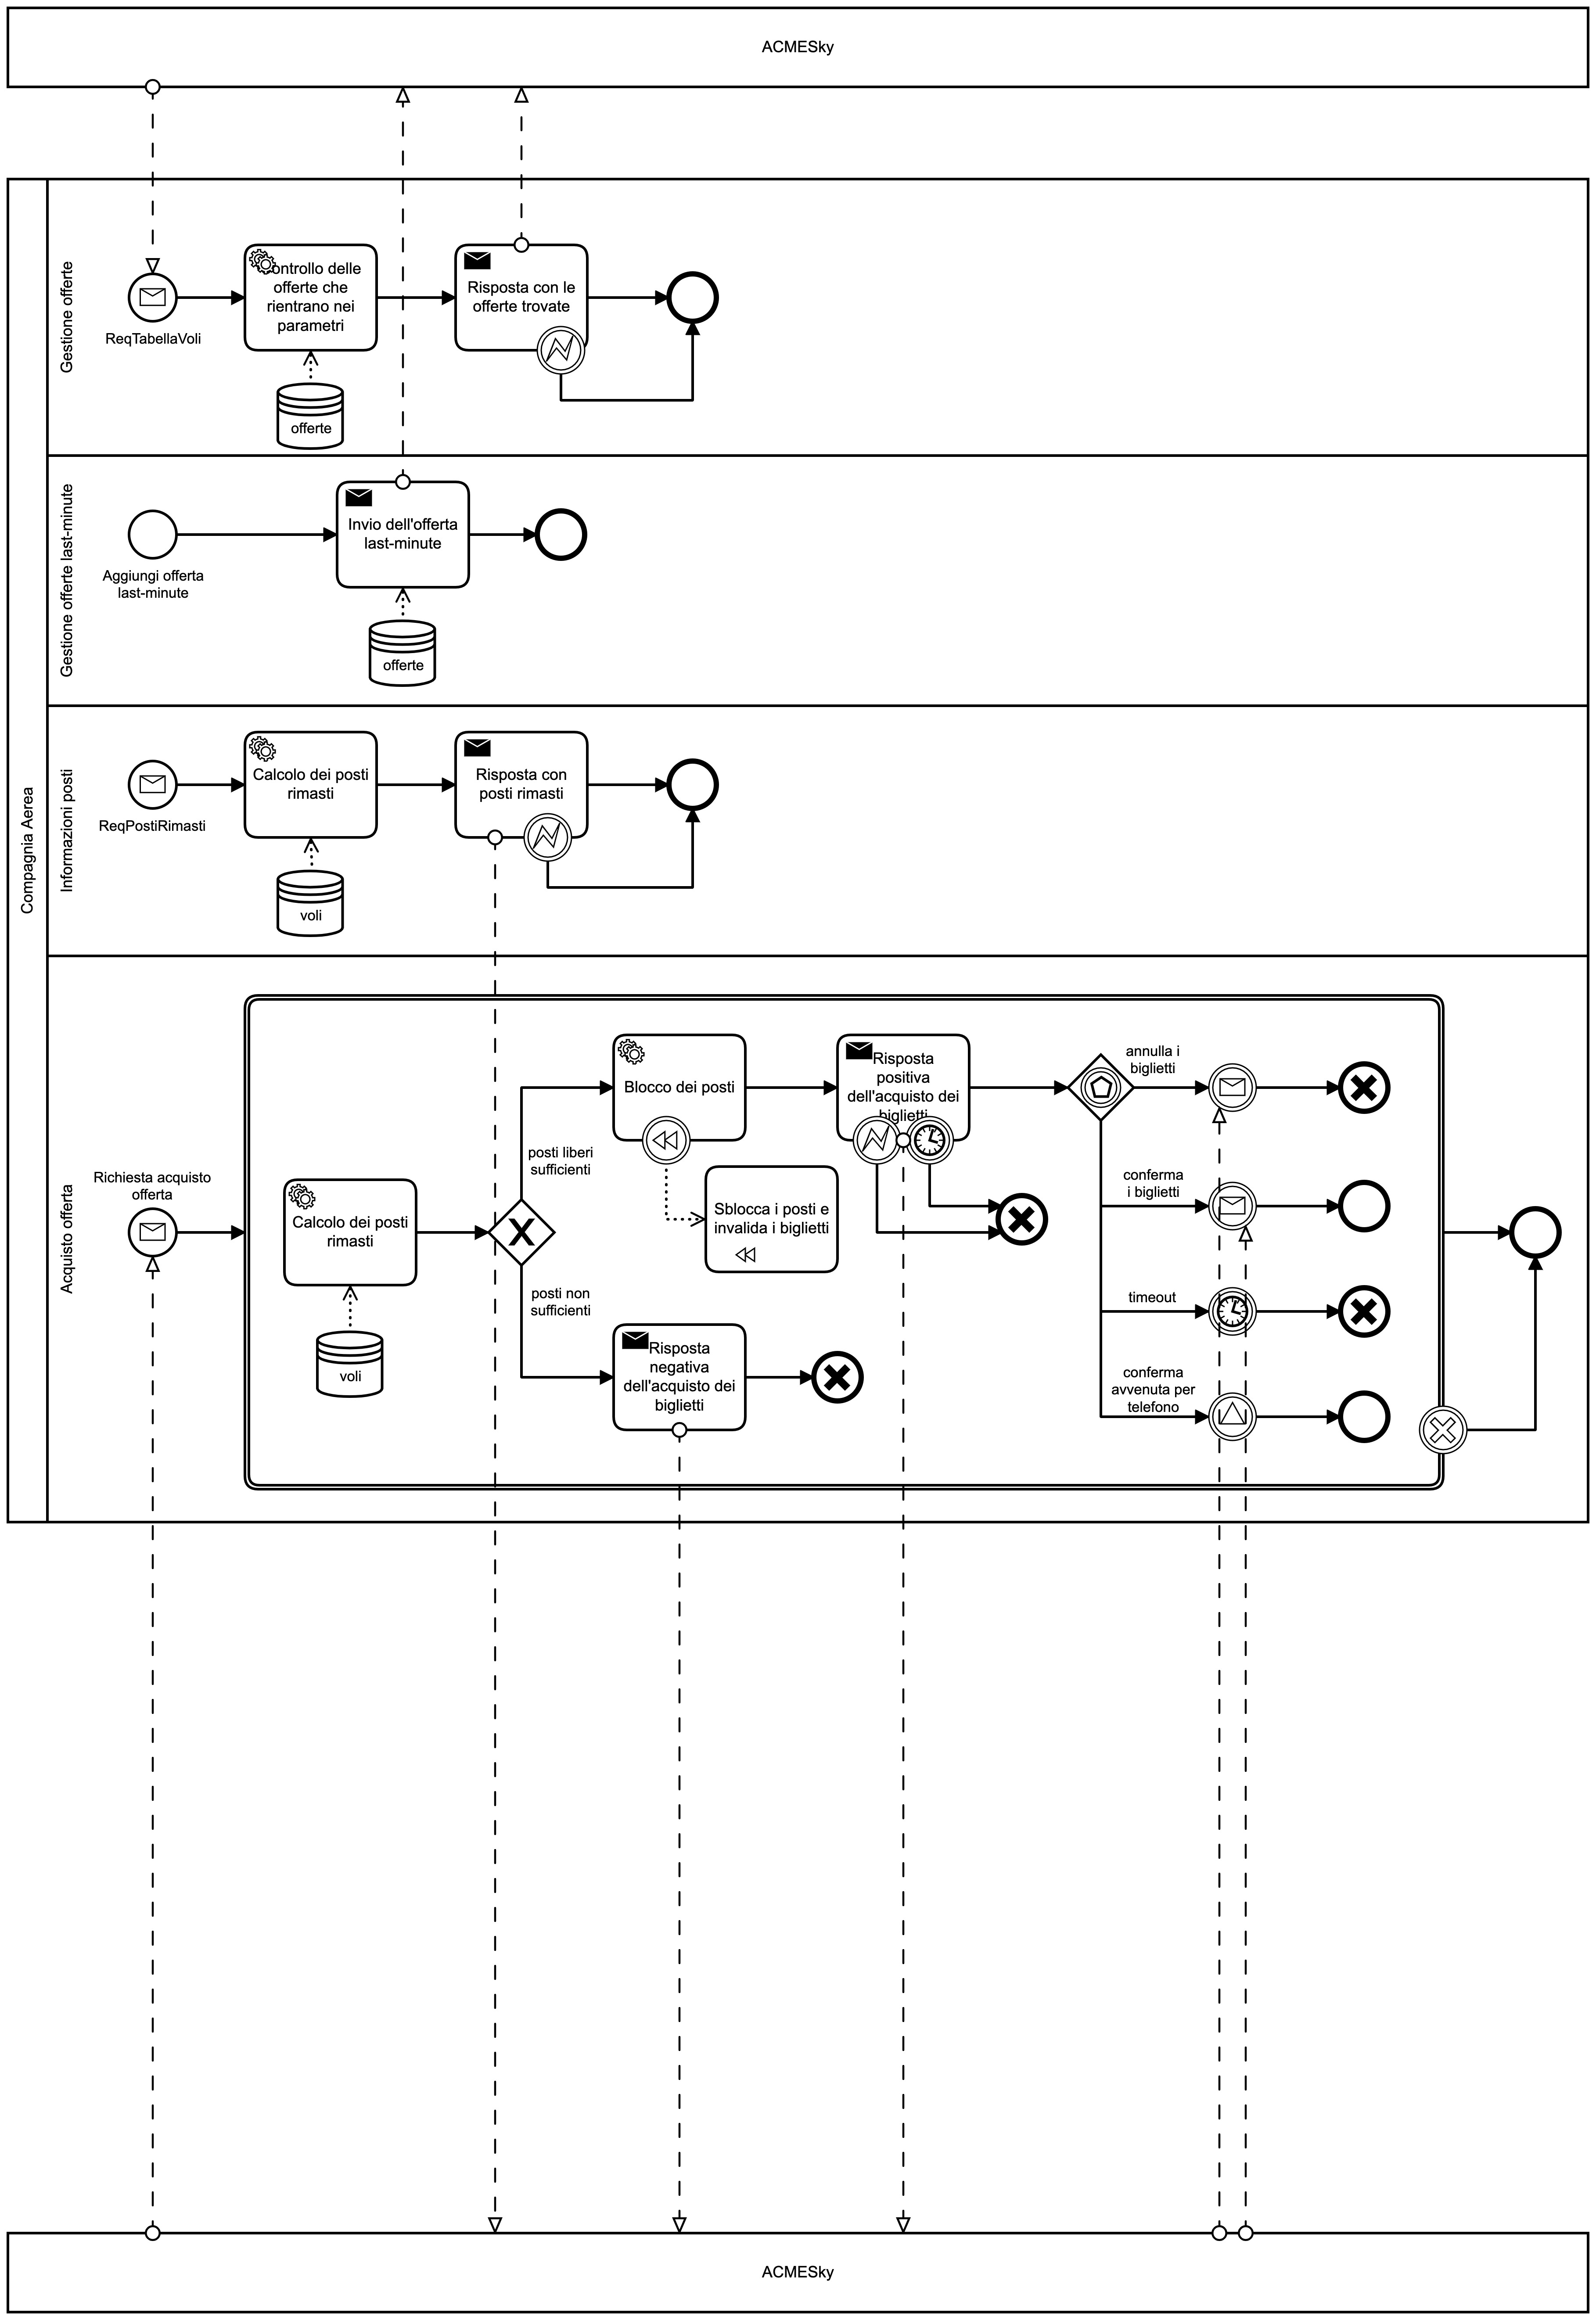 ACMESky
Compagnia Aerea
Gestione offerte
ReqTabellaVoli
Controllo delle
offerte che
rientrano nei
parametri
offerte
Risposta con le
offerte trovate
Gestione offerte last-minute
Aggiungi offerta
last-minute
Invio dell'offerta
last-minute
offerte
Informazioni posti
ReqPostiRimasti
Calcolo dei posti
rimasti
voli
Risposta con
posti rimasti
Acquisto offerta
Richiesta acquisto
offerta
Calcolo dei posti
rimasti
voli
posti liberi
sufficienti
posti non
sufficienti
Blocco dei posti
Sblocca i posti e
invalida i biglietti
Risposta
negativa
dell'acquisto dei
biglietti
Risposta
positiva
dell'acquisto dei
biglietti
annulla i
biglietti
conferma
i biglietti
timeout
conferma
avvenuta per
telefono
ACMESky